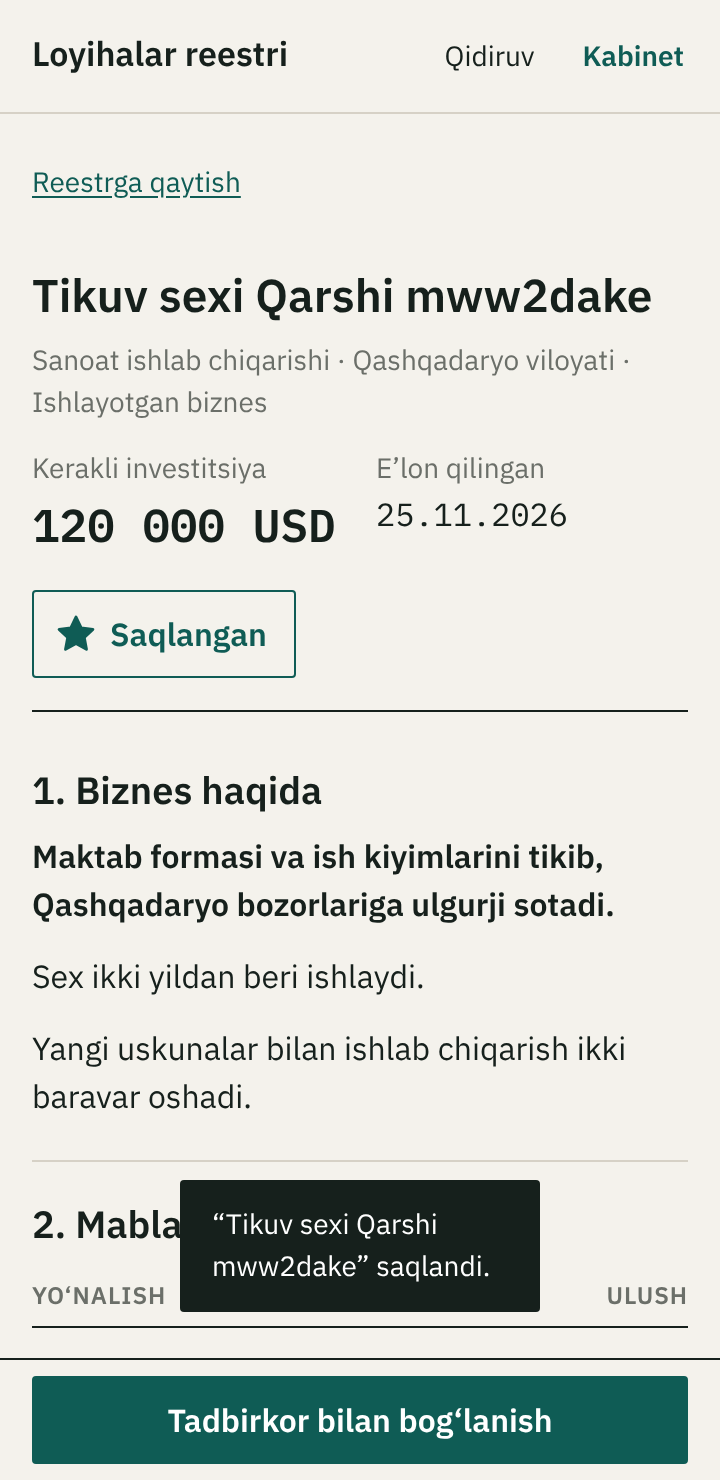 Loyihalar reestri
Qidiruv
Kabinet
Reestrga qaytish
Tikuv sexi Qarshi mww2dake
Sanoat ishlab chiqarishi · Qashqadaryo viloyati ·
Ishlayotgan biznes
Kerakli investitsiya
120 000 USD
E’lon qilingan
25.11.2026
Saqlangan
1. Biznes haqida
Maktab formasi va ish kiyimlarini tikib,
Qashqadaryo bozorlariga ulgurji sotadi.
Sex ikki yildan beri ishlaydi.
Yangi uskunalar bilan ishlab chiqarish ikki
baravar oshadi.
2. Mabla
“Tikuv sexi Qarshi
mww2dake” saqlandi.
YO‘NALISH
ULUSH
Tadbirkor bilan bog‘lanish